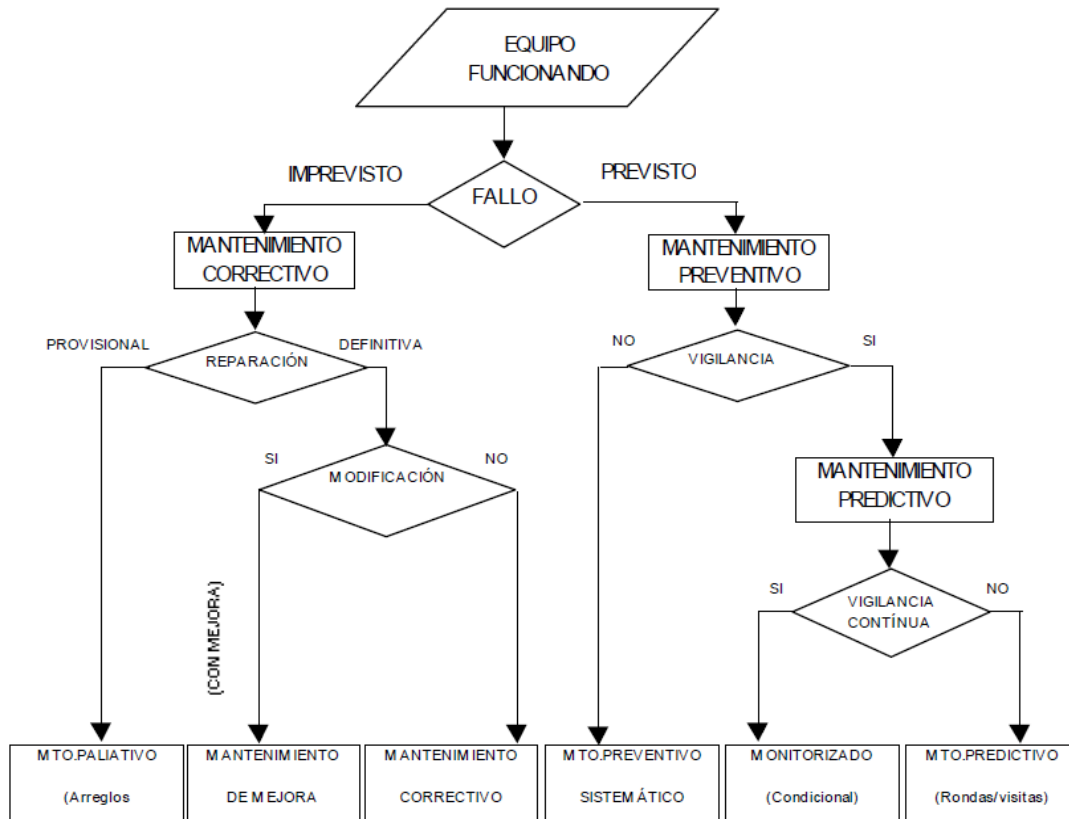 EQUIPO
FUNCIONANDO
IMPREVISTO
PREVISTO
FALLO
MANTENIMIENTO
CORRECTIVO
MANTENIMIENTO
PREVENTIVO
PROVISIONAL
DEFINITIVA
REPARACIÓN
NO
SI
VIGILANCIA
SI
NO
MODIFICACIÓN
MANTENIMIENTO
PREDICTIVO
SI
NO
VIGILANCIA
CONTÍNUA
(CON MEJORA)
MTO.PALIATIVO
(Arreglos
MANTENIMIENTO
DE MEJORA
MANTENIMIENTO
CORRECTIVO
MTO.PREVENTIVO
SISTEMÁTICO
MONITORIZADO
(Condicional)
MTO.PREDICTIVO
(Rondas/visitas)